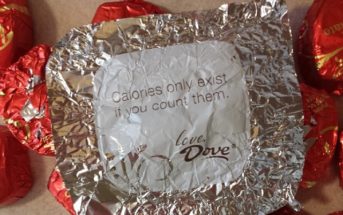 Calories only exist
if you count them.
Love,
Dove